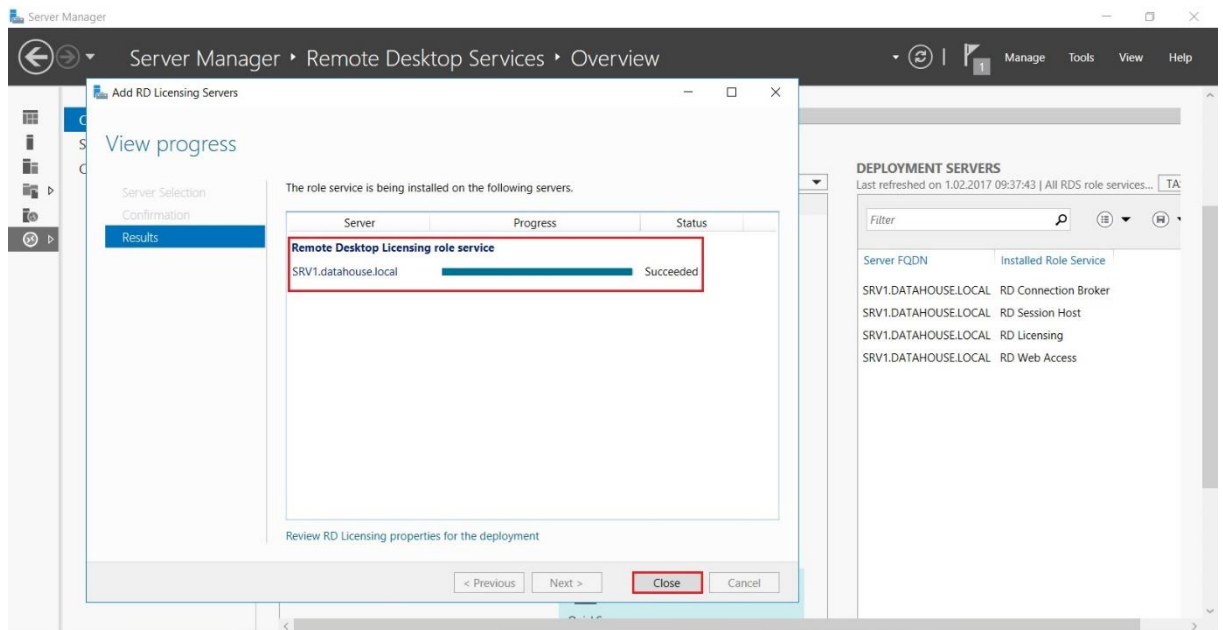 Server Manager
Server Manager ‣ Remote Desktop Services ‣ Overview
1
Manage Tools View Help
Add RD Licensing Servers
View progress
Server Selection
Confirmation
Results
The role service is being installed on the following servers.
Server Progress Status
Remote Desktop Licensing role service
SRV1.datahouse.local Succeeded
Review RD Licensing properties for the deployment
< Previous Next > Close Cancel
DEPLOYMENT SERVERS
Last refreshed on 1.02.2017 09:37:43 | All RDS role services... TA
Filter
Server FQDN Installed Role Service
SRV1.DATAHOUSE.LOCAL RD Connection Broker
SRV1.DATAHOUSE.LOCAL RD Session Host
SRV1.DATAHOUSE.LOCAL RD Licensing
SRV1.DATAHOUSE.LOCAL RD Web Access